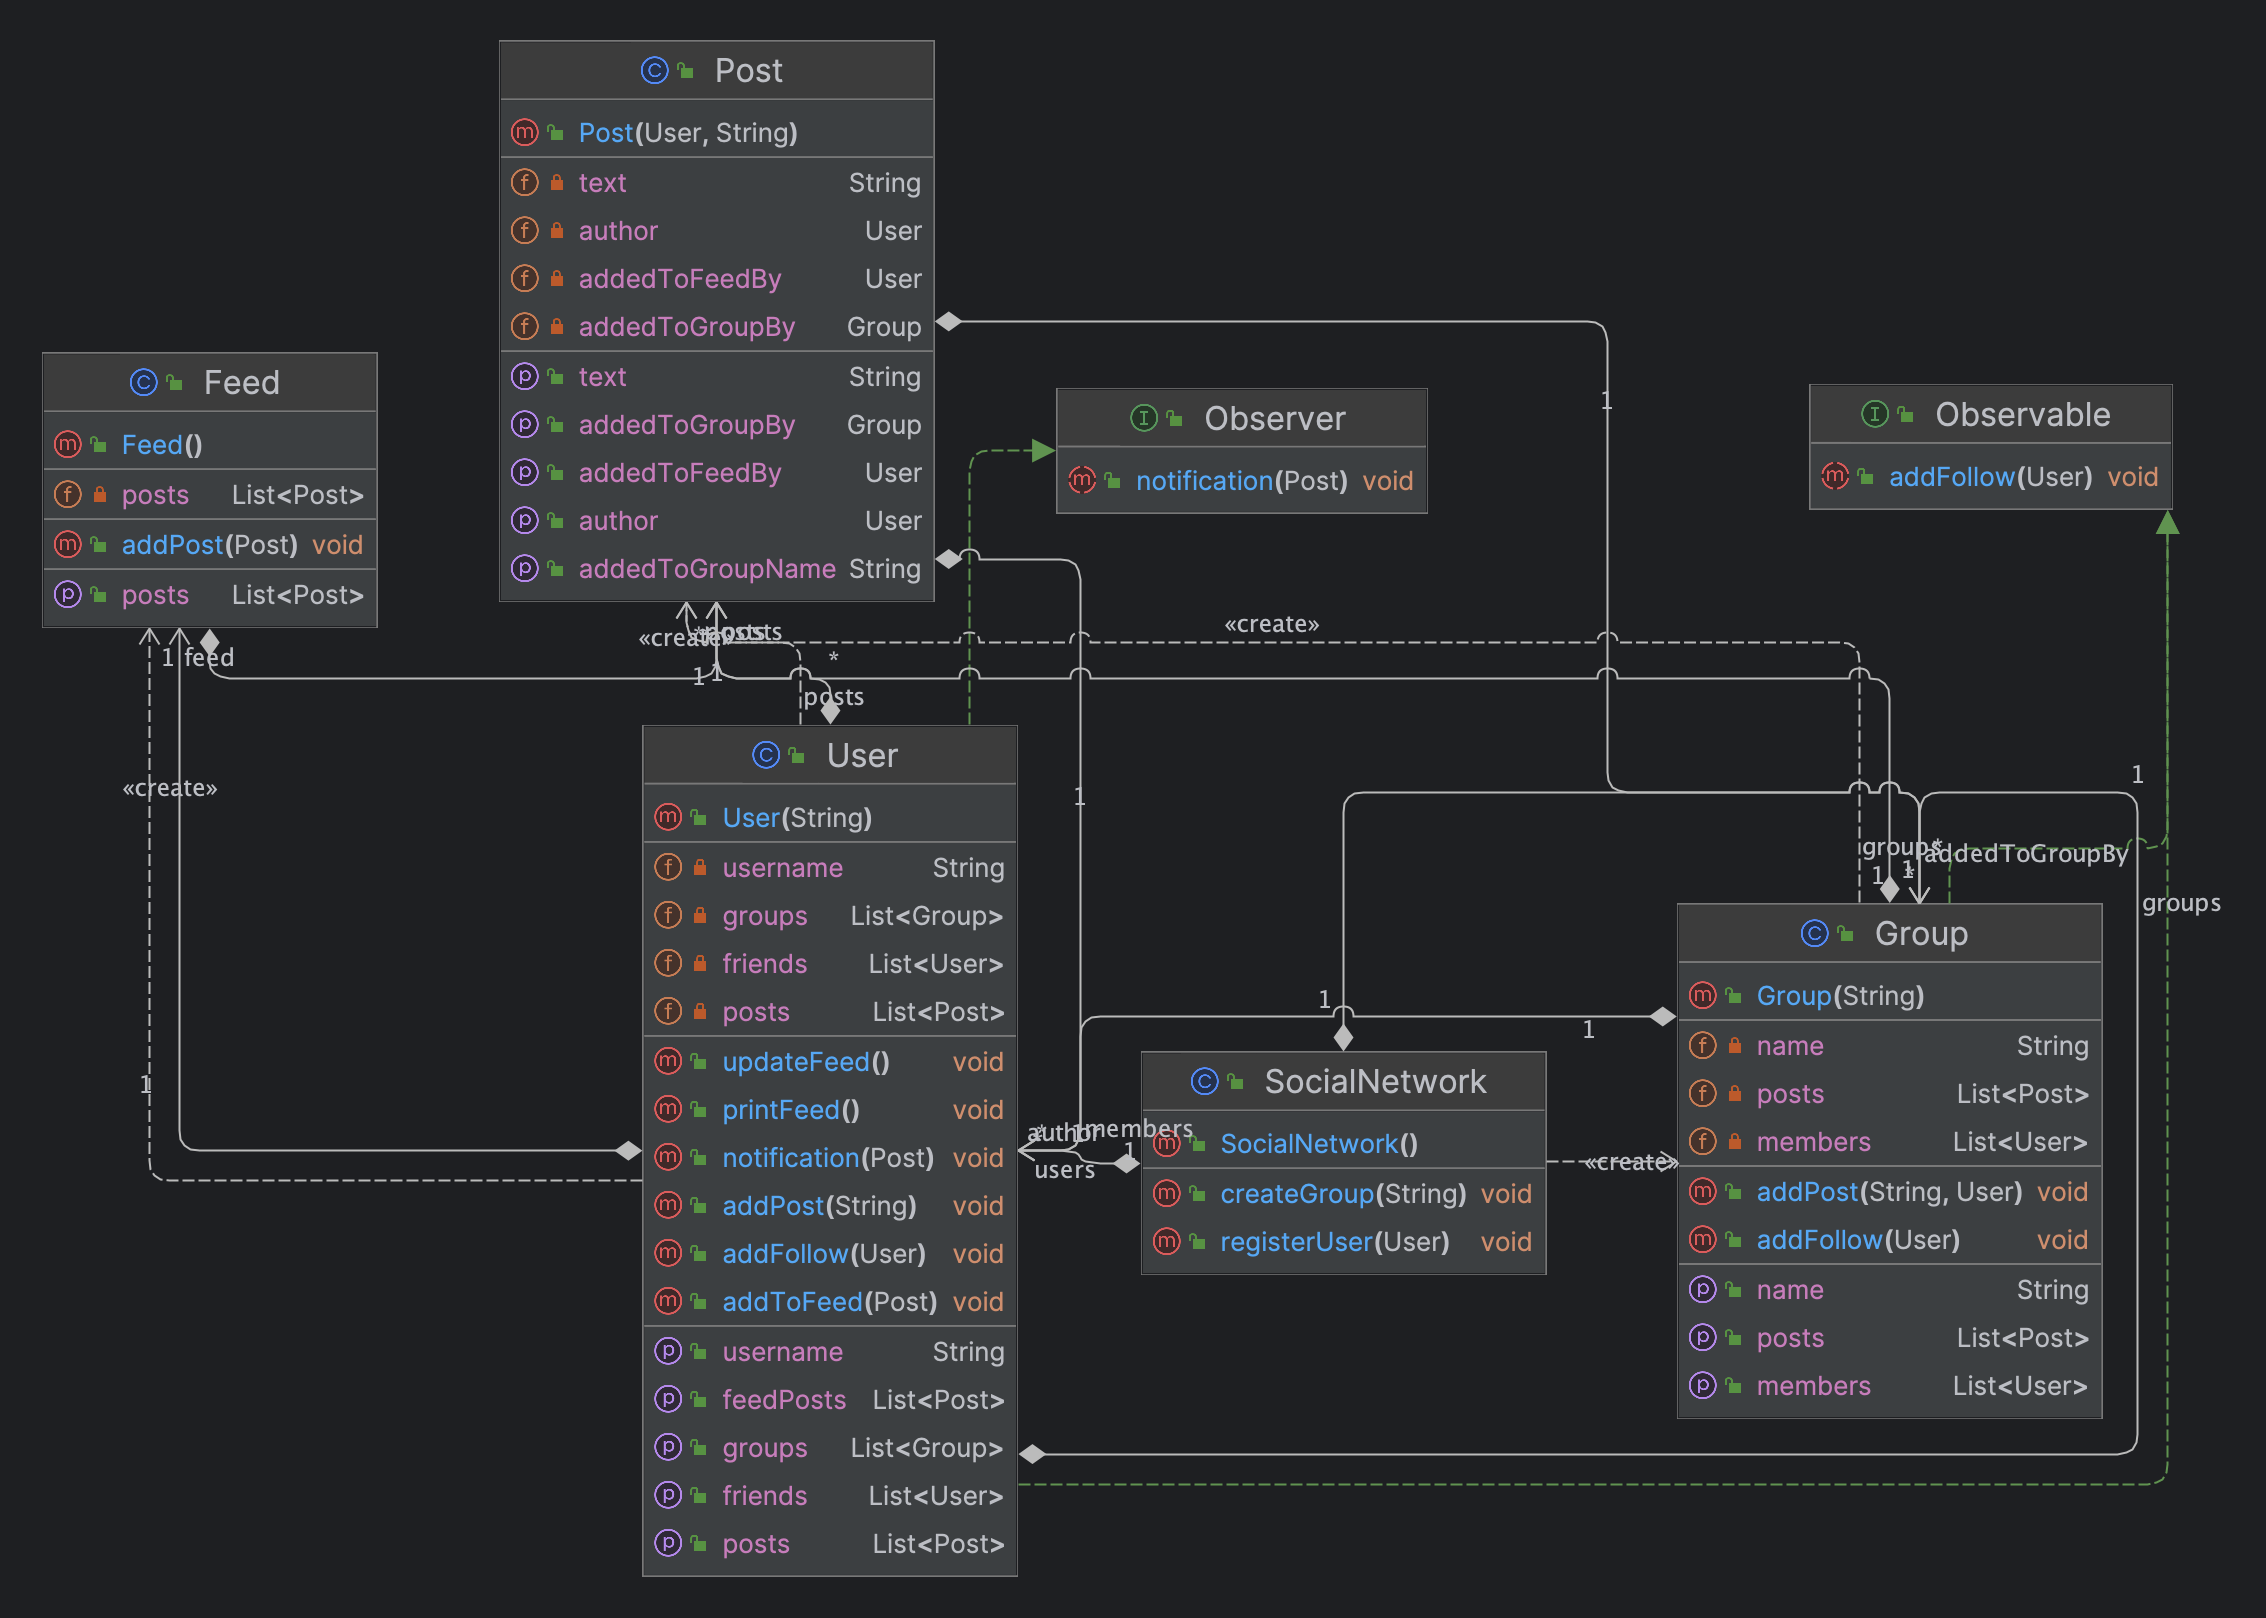 Post
Post(User, String)
text String
author User
addedToFeedBy User
addedToGroupBy Group
text String
addedToGroupBy Group
addedToFeedBy User
author User
addedToGroupName String
Feed
Feed()
posts List<Post>
addPost(Post) void
posts List<Post>
Observer
notification(Post) void
Observable
addFollow(User) void
1
«create»
«create»
posts
*
1 feed
1
1
posts
«create»
1
1
1
User
User(String)
username String
groups List<Group>
friends List<User>
posts List<Post>
updateFeed() void
printFeed() void
notification(Post) void
addPost(String) void
addFollow(User) void
addToFeed(Post) void
username String
feedPosts List<Post>
groups List<Group>
friends List<User>
posts List<Post>
groups
*
addedToGroupBy
1
1
*
groups
1
1
author
members
1
users
SocialNetwork
SocialNetwork()
createGroup(String) void
registerUser(User) void
«create»
Group
Group(String)
name String
posts List<Post>
members List<User>
addPost(String, User) void
addFollow(User) void
name String
posts List<Post>
members List<User>